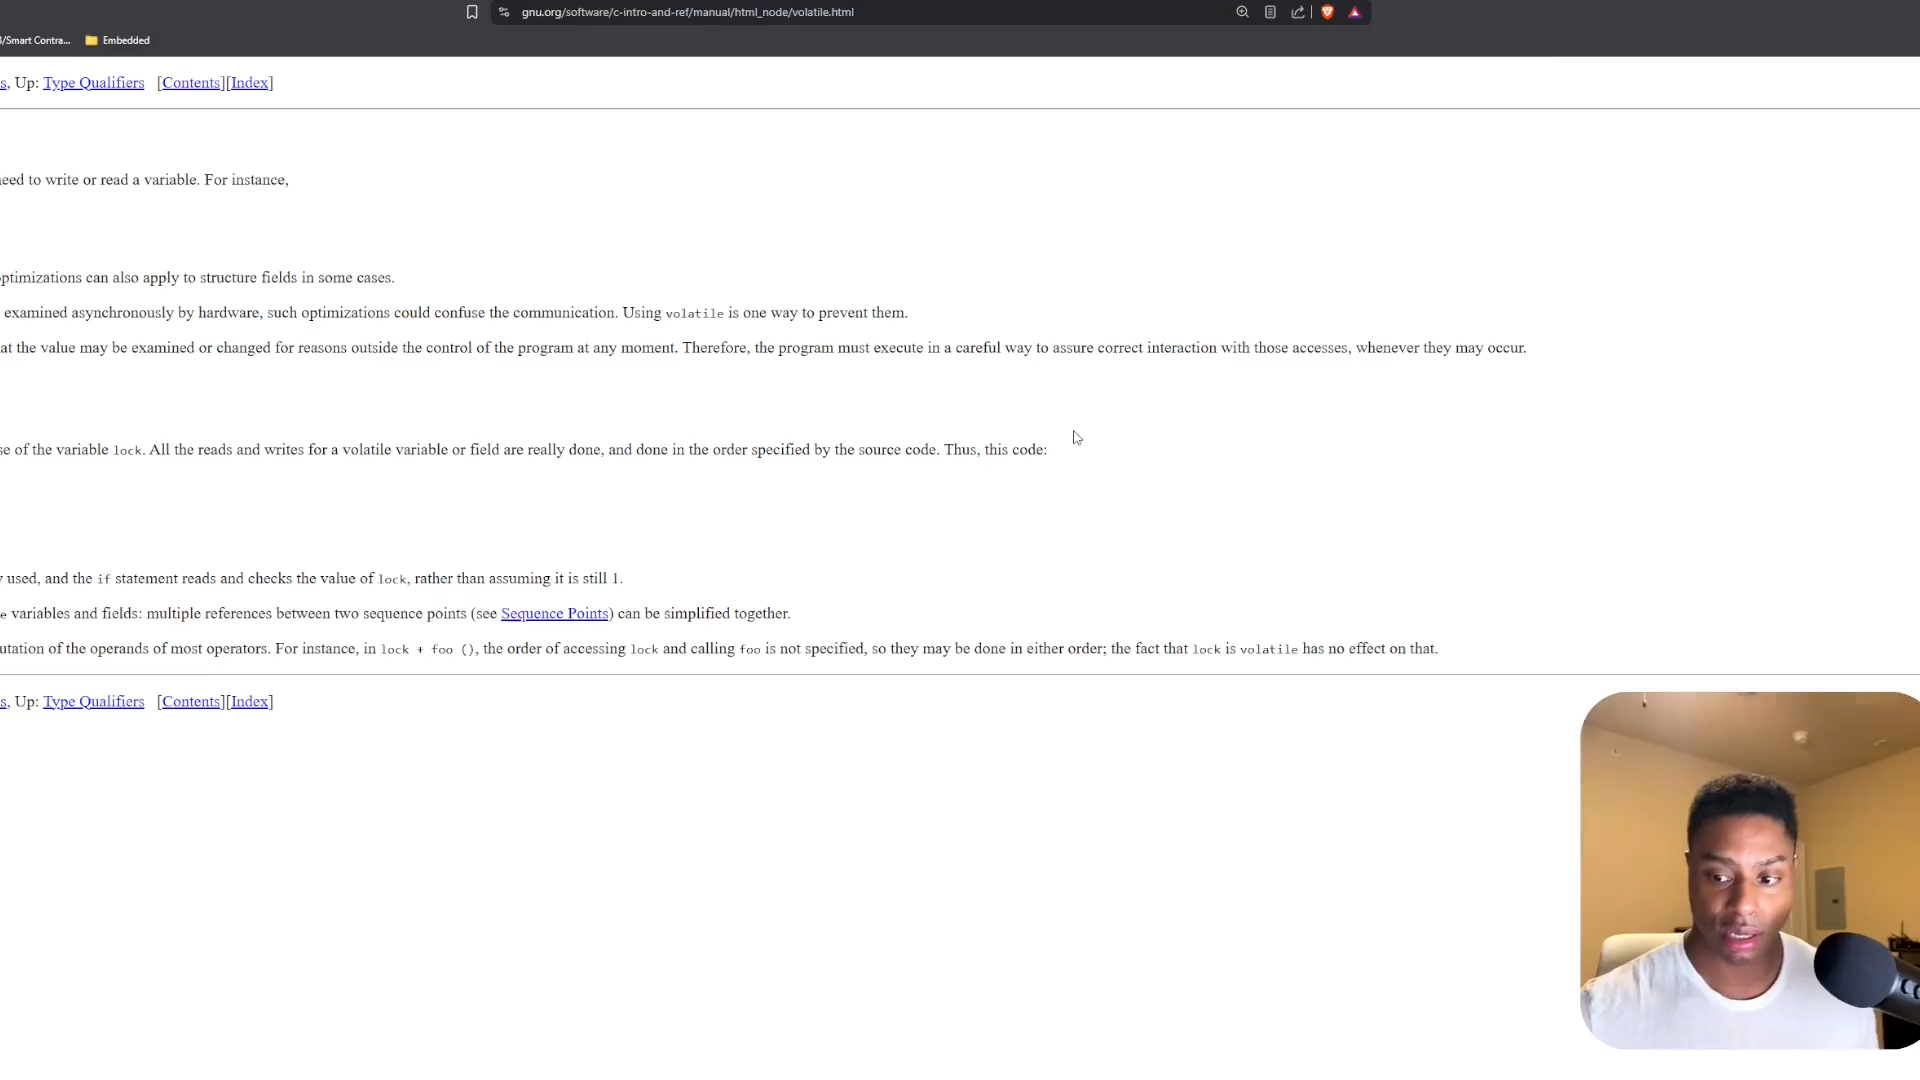 gnu.org/software/c-intro-and-ref/manual/html_node/volatile.html
/Smart Contra... Embedded
s, Up: Type Qualifiers [Contents][Index]
need to write or read a variable. For instance,
optimizations can also apply to structure fields in some cases.
examined asynchronously by hardware, such optimizations could confuse the communication. Using volatile is one way to prevent them.
at the value may be examined or changed for reasons outside the control of the program at any moment. Therefore, the program must execute in a careful way to assure correct interaction with those accesses, whenever they may occur.
se of the variable lock. All the reads and writes for a volatile variable or field are really done, and done in the order specified by the source code. Thus, this code:
y used, and the if statement reads and checks the value of lock, rather than assuming it is still 1.
e variables and fields: multiple references between two sequence points (see Sequence Points) can be simplified together.
utation of the operands of most operators. For instance, in lock + foo (), the order of accessing lock and calling foo is not specified, so they may be done in either order; the fact that lock is volatile has no effect on that.
s, Up: Type Qualifiers [Contents][Index]